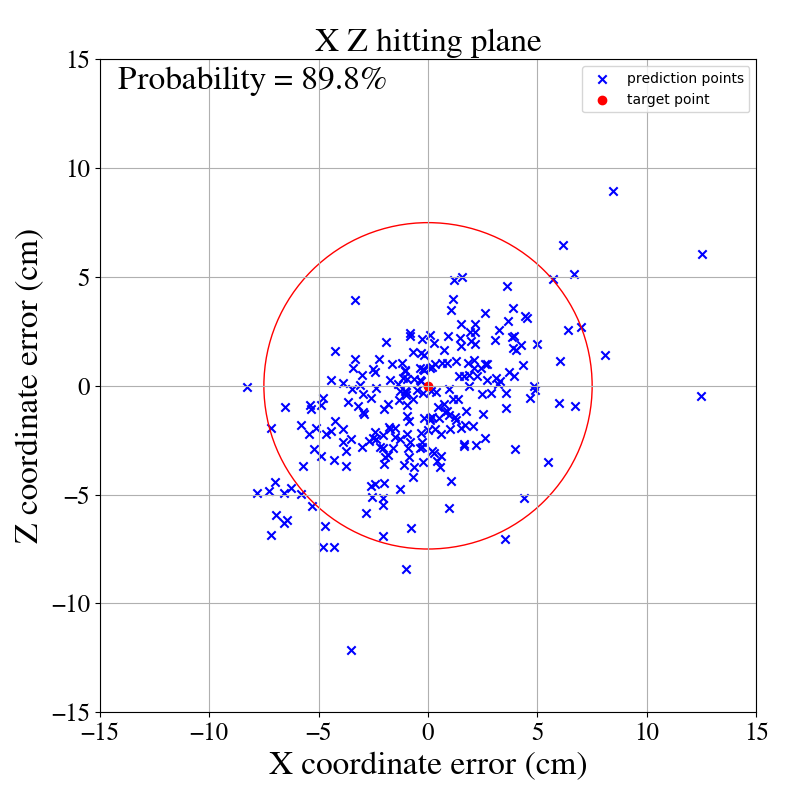 X Z hitting plane
Probability = 89.8%
prediction points
target point
15
10
5
0
−5
−10
−15
−15
−10
−5
0
5
10
15
Z coordinate error (cm)
X coordinate error (cm)